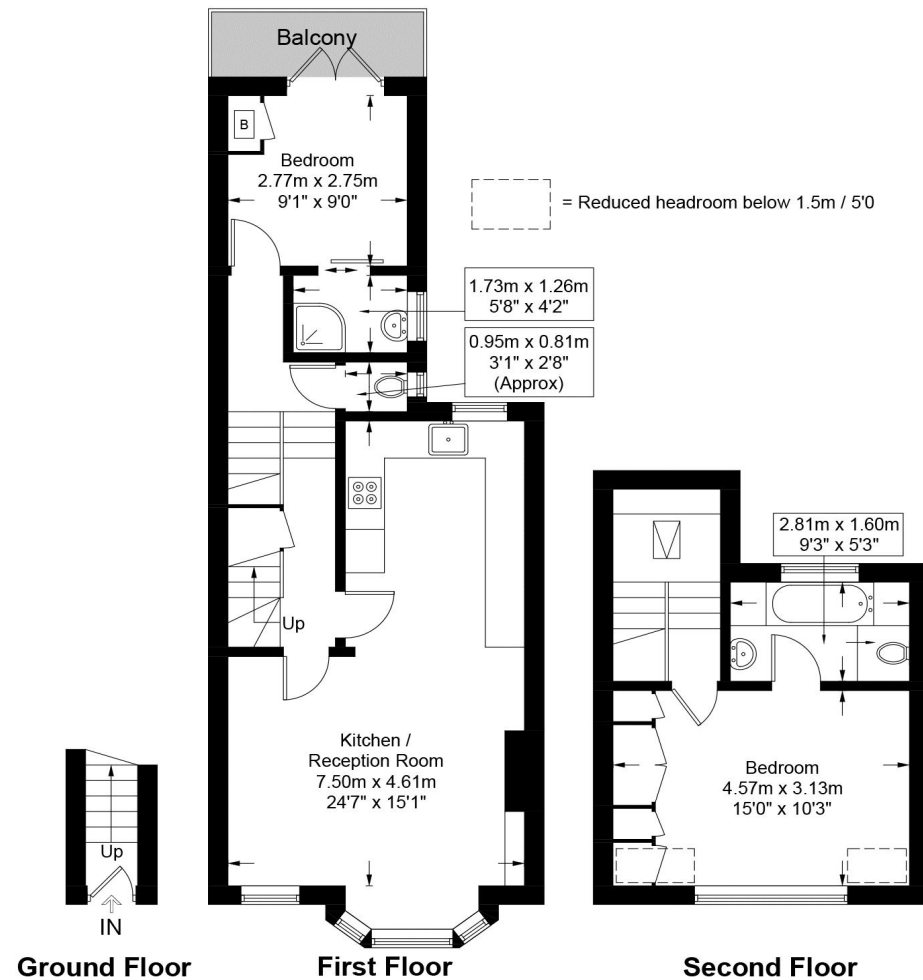 Balcony
B
Bedroom
2.77m x 2.75m
9'1" x 9'0"
= Reduced headroom below 1.5m / 5'0
1.73m x 1.26m
5'8" x 4'2"
0.95m x 0.81m
3'1" x 2'8"
(Approx)
Up
Kitchen /
Reception Room
7.50m x 4.61m
24'7" x 15'1"
2.81m x 1.60m
9'3" x 5'3"
Bedroom
4.57m x 3.13m
15'0" x 10'3"
Up
IN
Ground Floor
First Floor
Second Floor